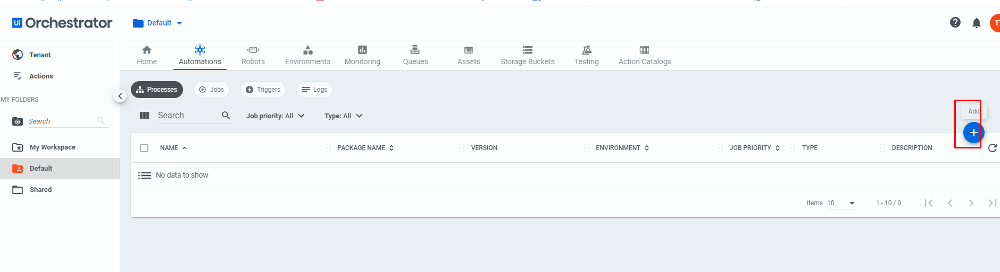 Ui Orchestrator
Default
TT
Tenant
Actions
MY FOLDERS
Search
My Workspace
Default
Shared
Home
Automations
Robots
Environments
Monitoring
Queues
Assets
Storage Buckets
Testing
Action Catalogs
Processes
Jobs
Triggers
Logs
Search
Job priority: All
Type: All
Add
NAME
PACKAGE NAME
VERSION
ENVIRONMENT
JOB PRIORITY
TYPE
DESCRIPTION
No data to show
Items 10
1 - 10 / 0